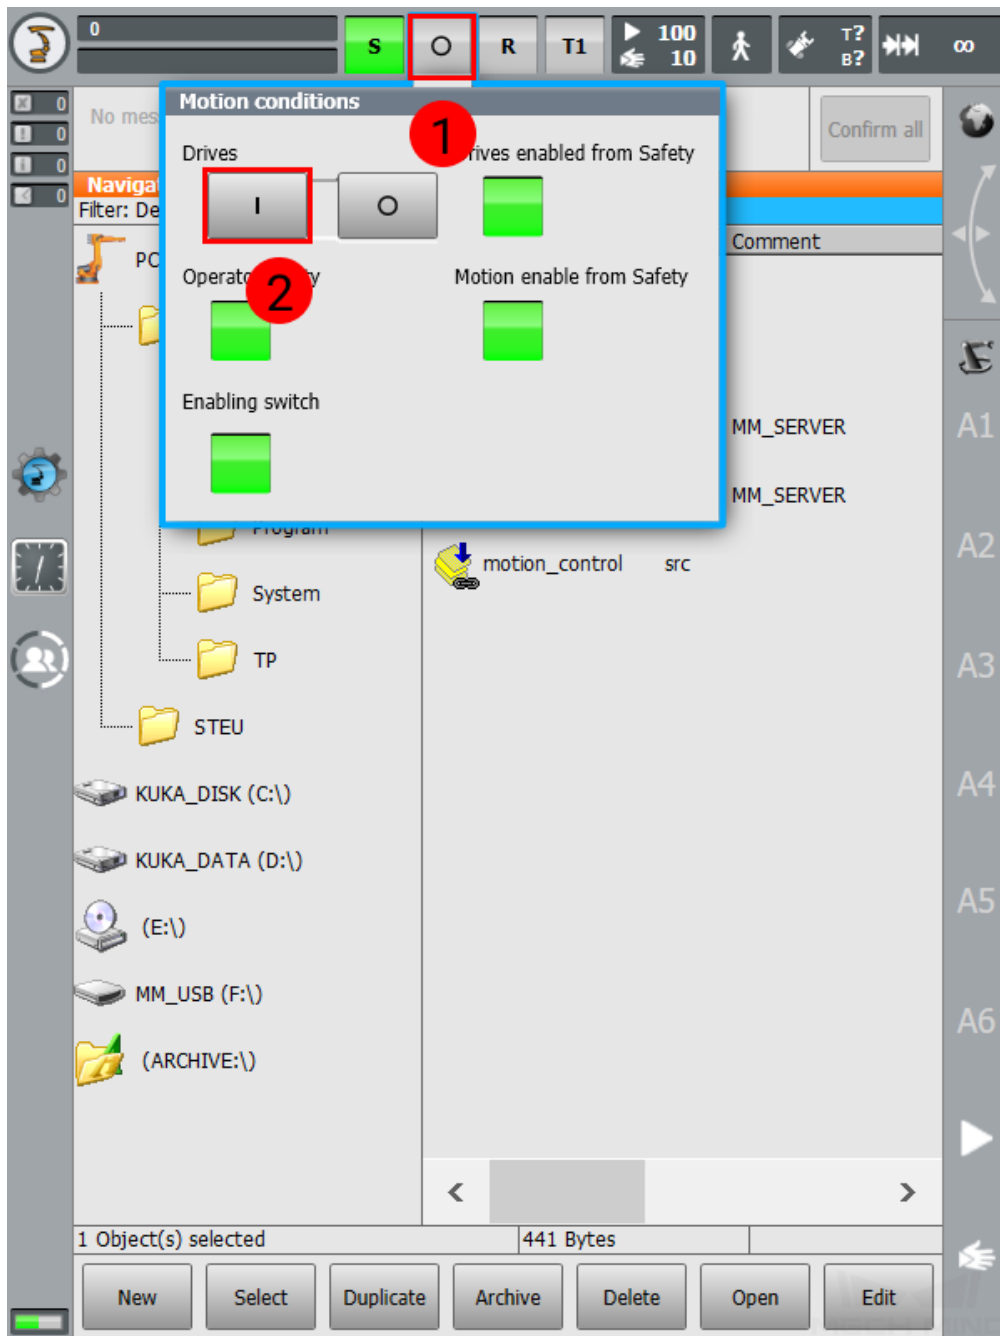 0
S
O
R
T1
100
10
T?
B?
∞
0
0
0
0
No mes
Confirm all
Motion conditions
1
Drives
rives enabled from Safety
I
O
Operato
y
2
Motion enable from Safety
Enabling switch
Naviga
Filter: De
Comment
PC
MM_SERVER
MM_SERVER
Program
motion_control src
System
TP
STEU
KUKA_DISK (C:\)
KUKA_DATA (D:\)
(E:\)
MM_USB (F:\)
(ARCHIVE:\)
A1
A2
A3
A4
A5
A6
< >
1 Object(s) selected
441 Bytes
New
Select
Duplicate
Archive
Delete
Open
Edit